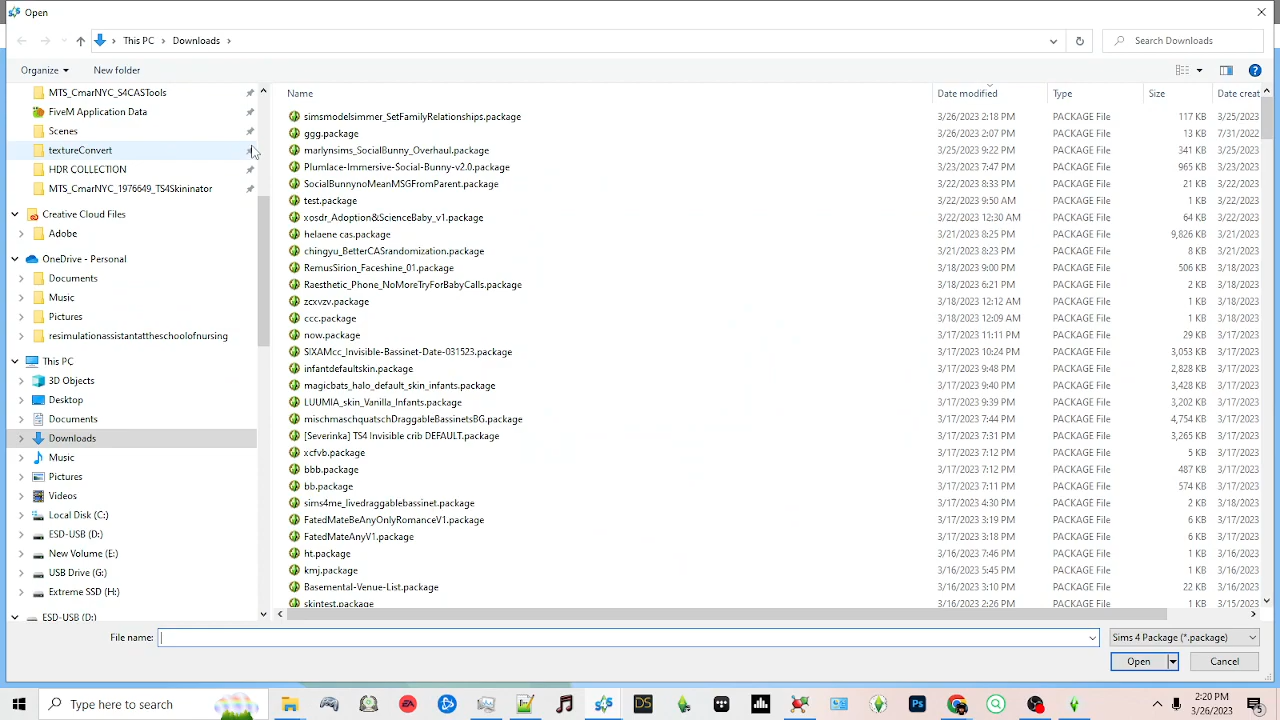 Open
This PC
Downloads
Search Downloads
Organize
New folder
MTS_CmarNYC_S4CASTools
FiveM Application Data
Scenes
textureConvert
HDR COLLECTION
MTS_CmarNYC_1976649_TS4Skininator
Creative Cloud Files
Adobe
OneDrive - Personal
Documents
Music
Pictures
resimulationassistantattheschoolofnursing
This PC
3D Objects
Desktop
Documents
Downloads
Music
Pictures
Videos
Local Disk (C:)
ESD-USB (D:)
New Volume (E:)
USB Drive (G:)
Extreme SSD (H:)
ESD-USB (D:)
Name Date modified Type Size Date creat
simsmodelsimmer_SetFamilyRelationships.package 3/26/2023 2:18 PM PACKAGE File 117 KB 3/25/2023
ggg.package 3/26/2023 2:07 PM PACKAGE File 13 KB 7/31/2022
marlynsims_SocialBunny_Overhaul.package 3/25/2023 9:22 PM PACKAGE File 341 KB 3/25/2023
Plumlace-Immersive-Social-Bunny-v2.0.package 3/23/2023 7:47 PM PACKAGE File 965 KB 3/23/2023
SocialBunnynoMeanMSGFromParent.package 3/22/2023 8:33 PM PACKAGE File 21 KB 3/22/2023
test.package 3/22/2023 9:50 AM PACKAGE File 1 KB 3/22/2023
xosdr_Adoption&ScienceBaby_v1.package 3/22/2023 12:30 AM PACKAGE File 64 KB 3/22/2023
helaene cas.package 3/21/2023 8:25 PM PACKAGE File 9,826 KB 3/21/2023
chingyu_BetterCASrandomization.package 3/21/2023 8:23 PM PACKAGE File 8 KB 3/21/2023
RemusSirion_Faceshine_01.package 3/18/2023 9:00 PM PACKAGE File 506 KB 3/18/2023
Raesthetic_Phone_NoMoreTryForBabyCalls.package 3/18/2023 6:21 PM PACKAGE File 2 KB 3/18/2023
zcxvzv.package 3/18/2023 12:12 AM PACKAGE File 1 KB 3/18/2023
ccc.package 3/18/2023 12:09 AM PACKAGE File 1 KB 3/18/2023
now.package 3/17/2023 11:11 PM PACKAGE File 29 KB 3/17/2023
SIXAMcc_Invisible-Bassinet-Date-031523.package 3/17/2023 10:24 PM PACKAGE File 3,053 KB 3/17/2023
infantdefaultskin.package 3/17/2023 9:48 PM PACKAGE File 2,828 KB 3/17/2023
magicbats_halo_default_skin_infants.package 3/17/2023 9:40 PM PACKAGE File 3,428 KB 3/17/2023
LUUMIA_skin_Vanilla_Infants.package 3/17/2023 9:39 PM PACKAGE File 3,202 KB 3/17/2023
mischmaschquatschDraggableBassinetsBG.package 3/17/2023 7:44 PM PACKAGE File 4,754 KB 3/17/2023
[Severinka] TS4 Invisible crib DEFAULT.package 3/17/2023 7:31 PM PACKAGE File 3,265 KB 3/17/2023
xcfvb.package 3/17/2023 7:12 PM PACKAGE File 5 KB 3/17/2023
bbb.package 3/17/2023 7:12 PM PACKAGE File 487 KB 3/17/2023
bb.package 3/17/2023 7:11 PM PACKAGE File 574 KB 3/17/2023
sims4me_livedraggablebassinet.package 3/17/2023 4:30 PM PACKAGE File 2 KB 3/18/2023
FatedMateBeAnyOnlyRomanceV1.package 3/17/2023 3:19 PM PACKAGE File 6 KB 3/17/2023
FatedMateAnyV1.package 3/17/2023 3:18 PM PACKAGE File 6 KB 3/17/2023
ht.package 3/16/2023 7:46 PM PACKAGE File 1 KB 3/16/2023
kmj.package 3/16/2023 3:45 PM PACKAGE File 1 KB 3/16/2023
Basemental-Venue-List.package 3/16/2023 3:10 PM PACKAGE File 22 KB 3/16/2023
skintest.package 3/16/2023 2:26 PM PACKAGE File 1 KB 3/15/2023
File name:
Sims 4 Package (*.package)
Open
Cancel
Type here to search
DS
Ps
2:20 PM
3/26/2023
5